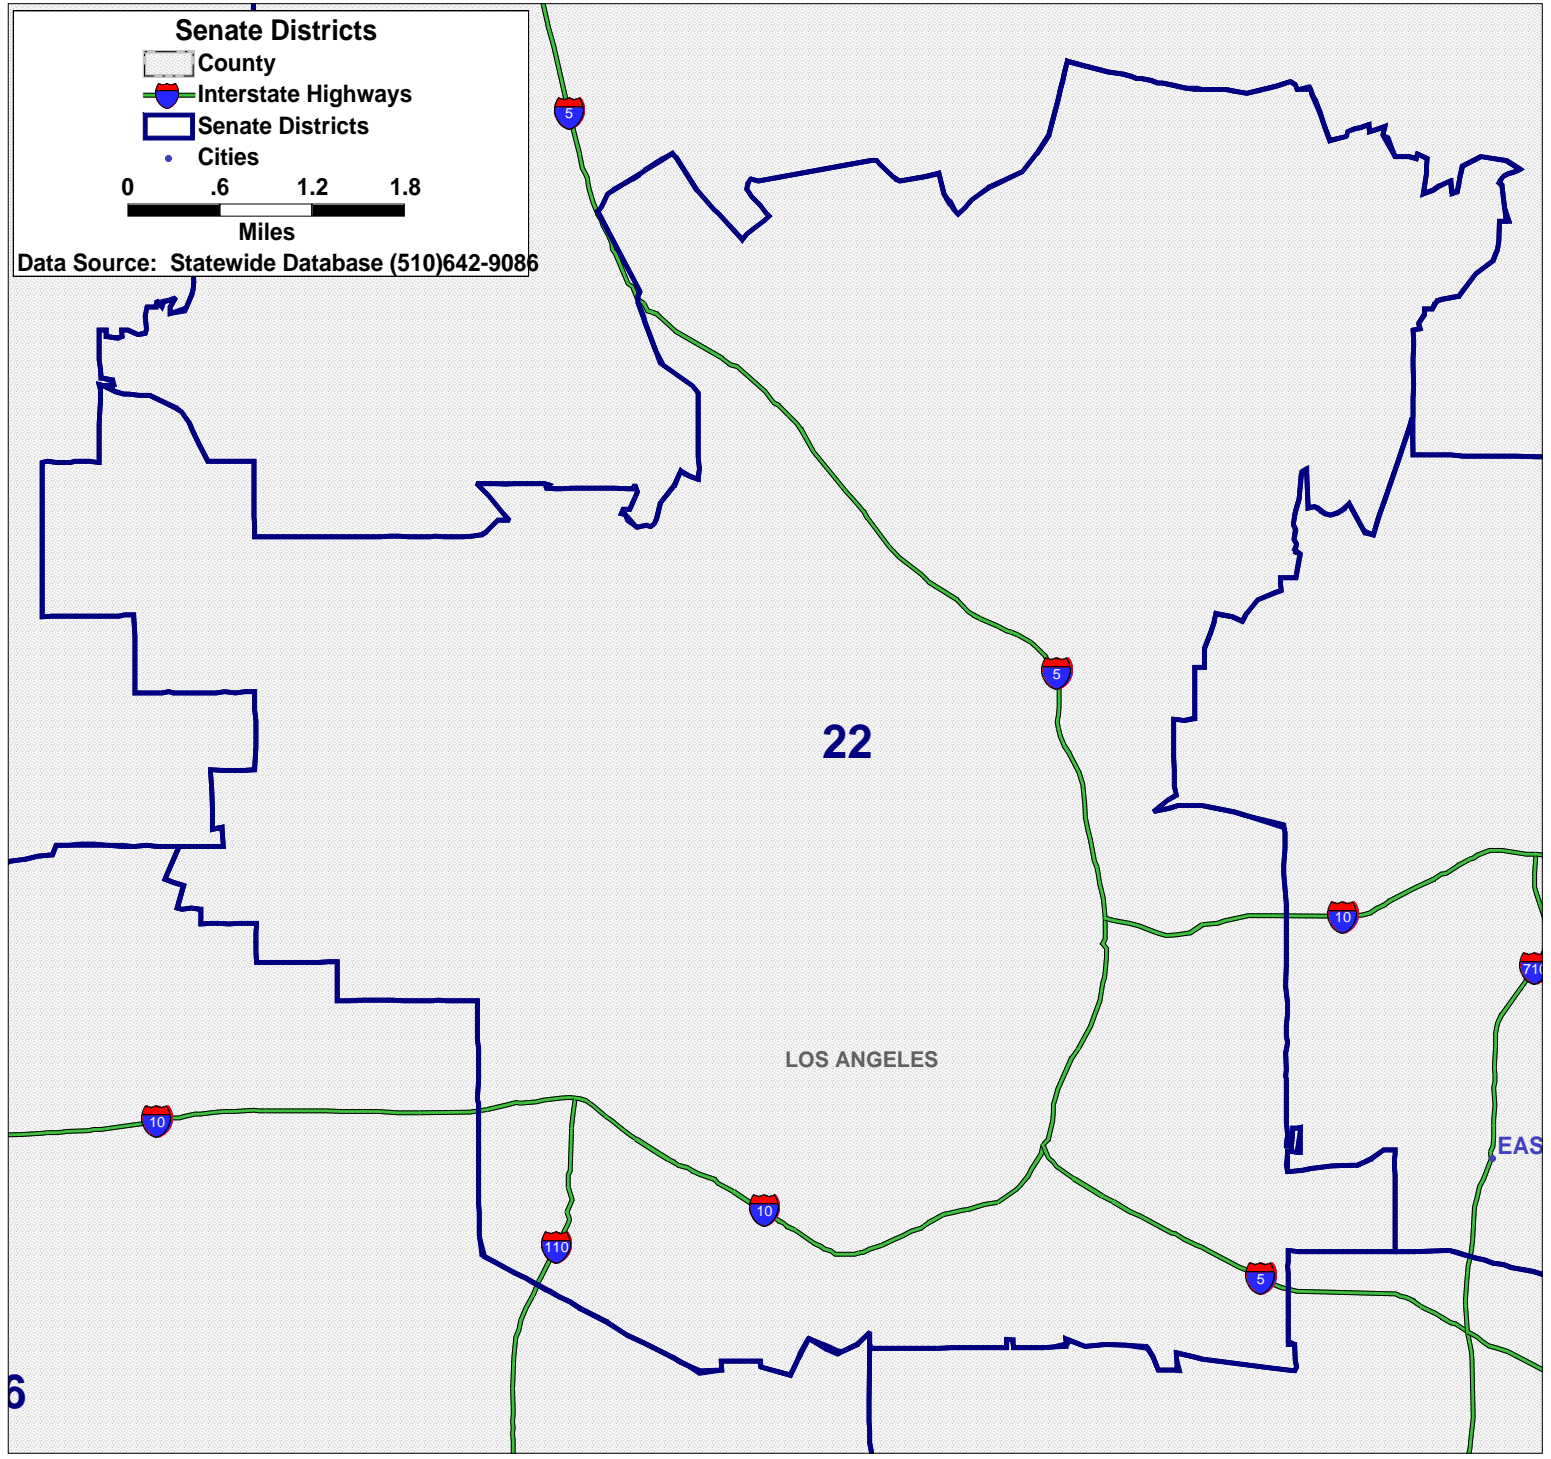 Senate Districts
County
Interstate Highways
Senate Districts
Cities
0 .6 1.2 1.8
Miles
Data Source: Statewide Database (510)642-9086
5
5
22
10
710
LOS ANGELES
10
EAS
10
110
5
6